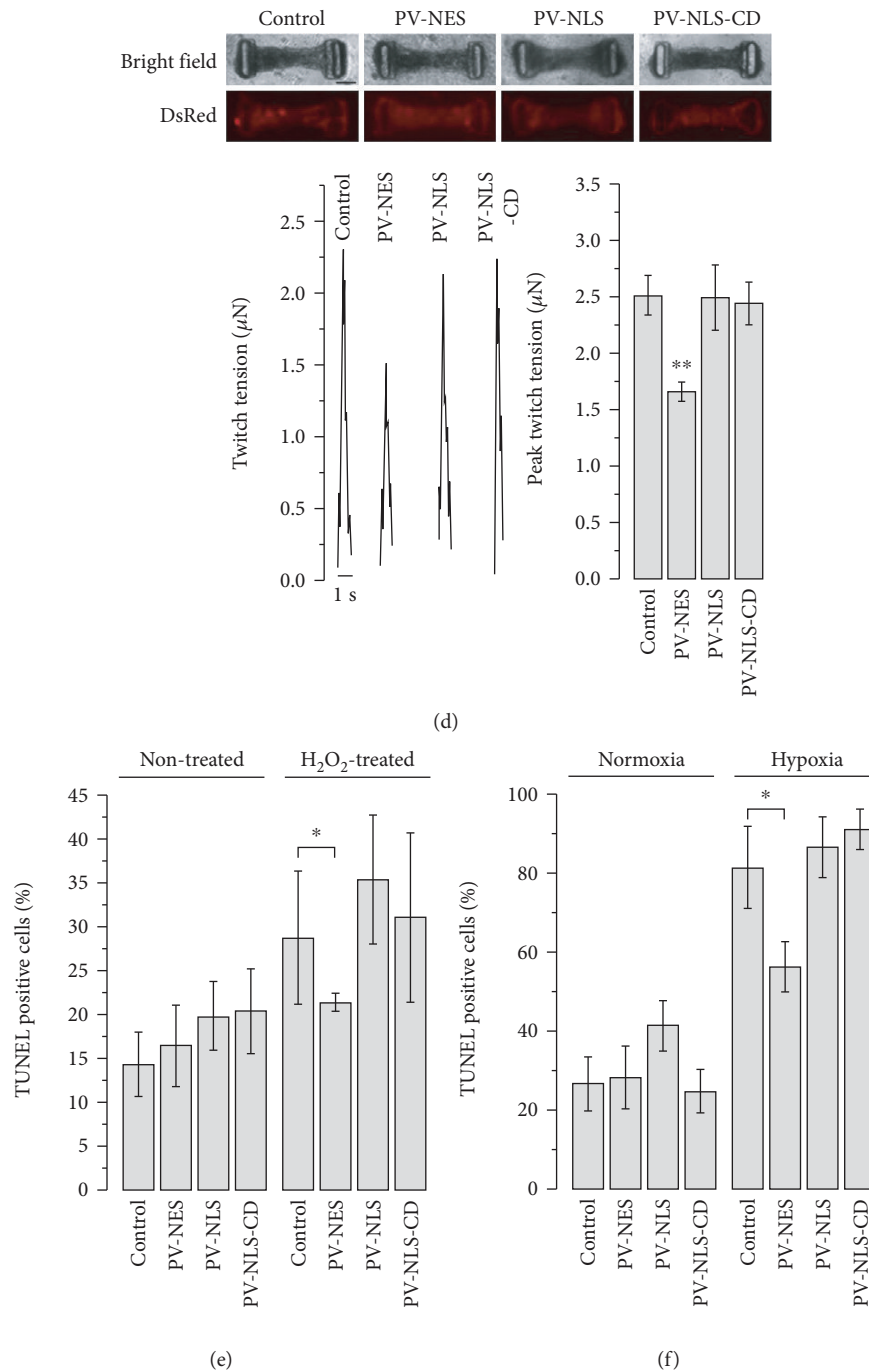 Control PV-NES PV-NLS PV-NLS-CD
Bright field
DsRed
Twitch tension (μN)
2.5
2.0
1.5
1.0
0.5
0.0
Control
PV-NES
PV-NLS
PV-NLS
-CD
1 s
Peak twitch tension (μN)
3.5
3.0
2.5
2.0
1.5
1.0
0.5
0.0
**
Control
PV-NES
PV-NLS
PV-NLS-CD
(d)
Non-treated H₂O₂-treated
TUNEL positive cells (%)
45
40
35
30
25
20
15
10
5
0
*
Control
PV-NES
PV-NLS
PV-NLS-CD
Control
PV-NES
PV-NLS
PV-NLS-CD
(e)
Normoxia Hypoxia
TUNEL positive cells (%)
100
80
60
40
20
0
*
Control
PV-NES
PV-NLS
PV-NLS-CD
Control
PV-NES
PV-NLS
PV-NLS-CD
(f)